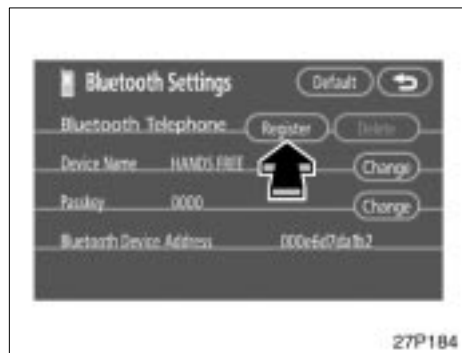 Bluetooth Settings Default
Bluetooth Telephone Register Delete
Device Name HANDS FREE Change
Passkey 0000 Change
Bluetooth Device Address 000e6d7da1b2
27P184